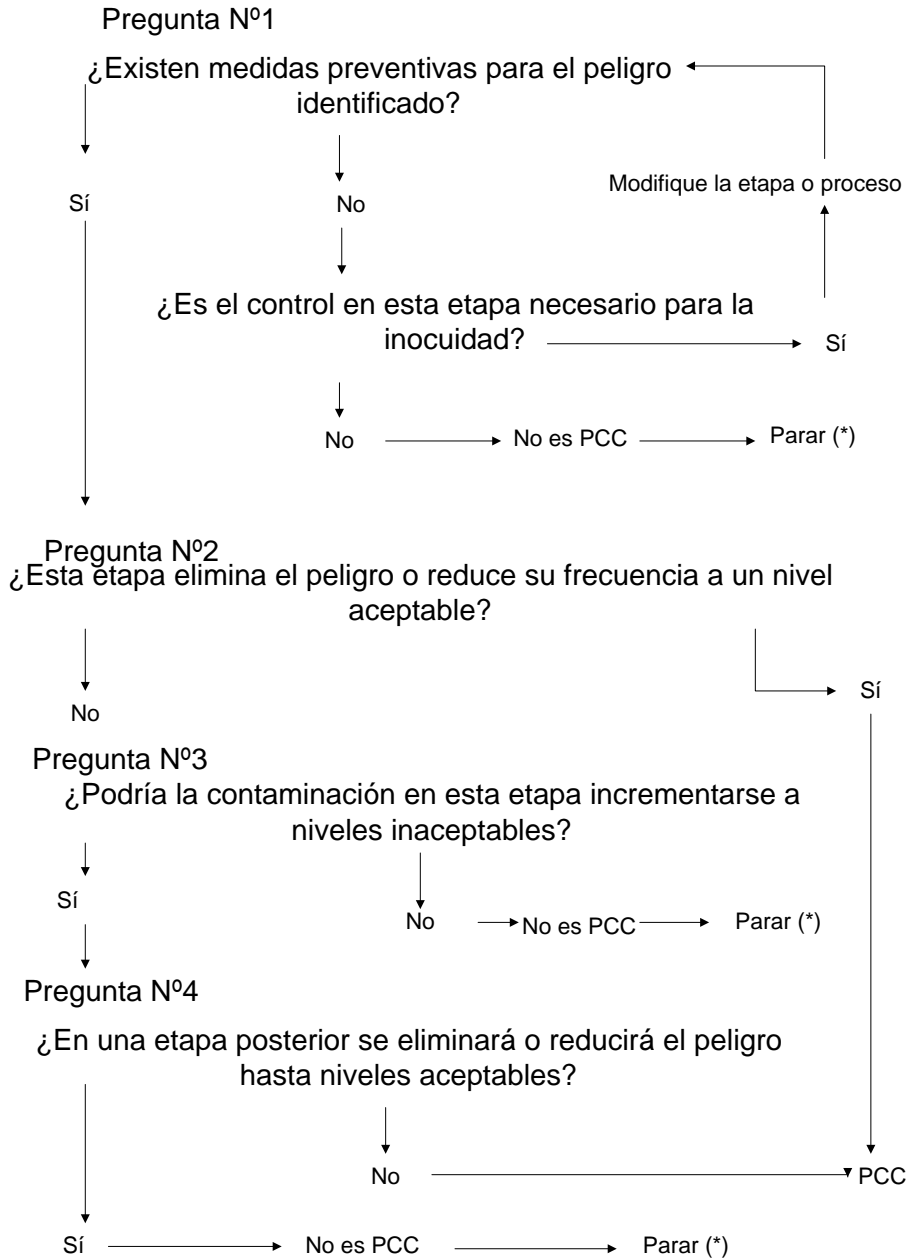 Pregunta Nº1
¿Existen medidas preventivas para el peligro
identificado?
Modifique la etapa o proceso
Sí
No
¿Es el control en esta etapa necesario para la
inocuidad?
Sí
No
No es PCC
Parar (*)
Pregunta Nº2
¿Esta etapa elimina el peligro o reduce su frecuencia a un nivel
aceptable?
Sí
No
Pregunta Nº3
¿Podría la contaminación en esta etapa incrementarse a
niveles inaceptables?
Sí
No
No es PCC
Parar (*)
Pregunta Nº4
¿En una etapa posterior se eliminará o reducirá el peligro
hasta niveles aceptables?
No
PCC
Sí
No es PCC
Parar (*)